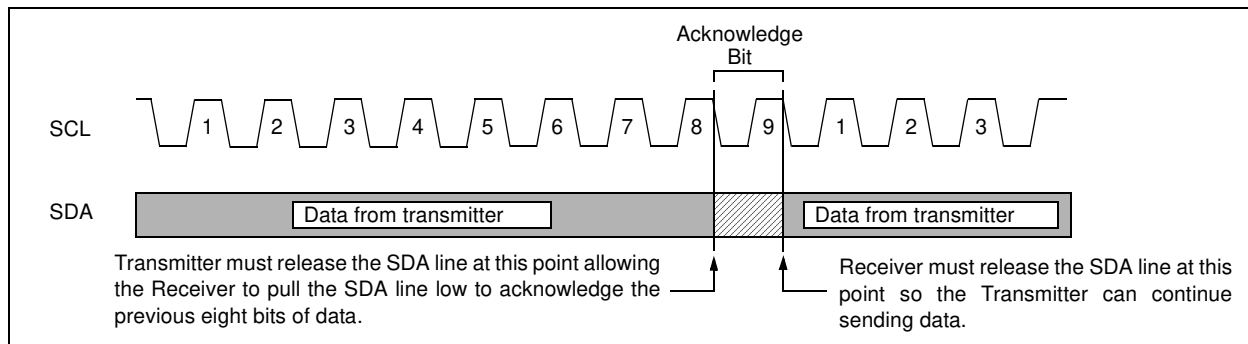 Acknowledge
Bit
SCL
1 2 3 4 5 6 7 8 9 1 2 3
SDA
Data from transmitter
Data from transmitter
Transmitter must release the SDA line at this point allowing
the Receiver to pull the SDA line low to acknowledge the
previous eight bits of data.
Receiver must release the SDA line at this
point so the Transmitter can continue
sending data.